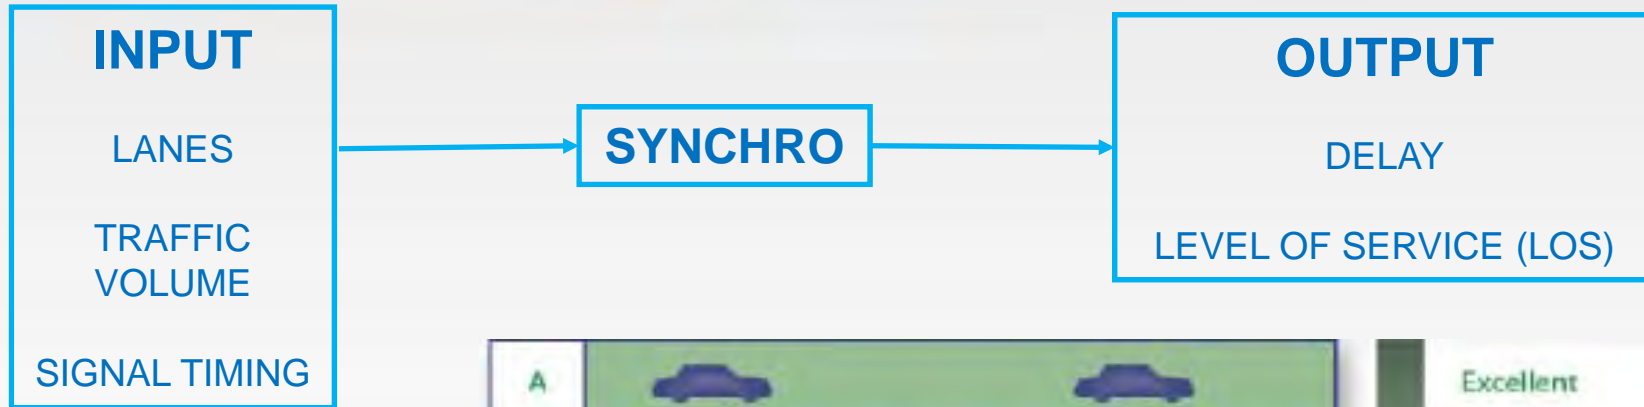 INPUT
LANES
TRAFFIC
VOLUME
SIGNAL TIMING
SYNCHRO
OUTPUT
DELAY
LEVEL OF SERVICE (LOS)
A
Excellent